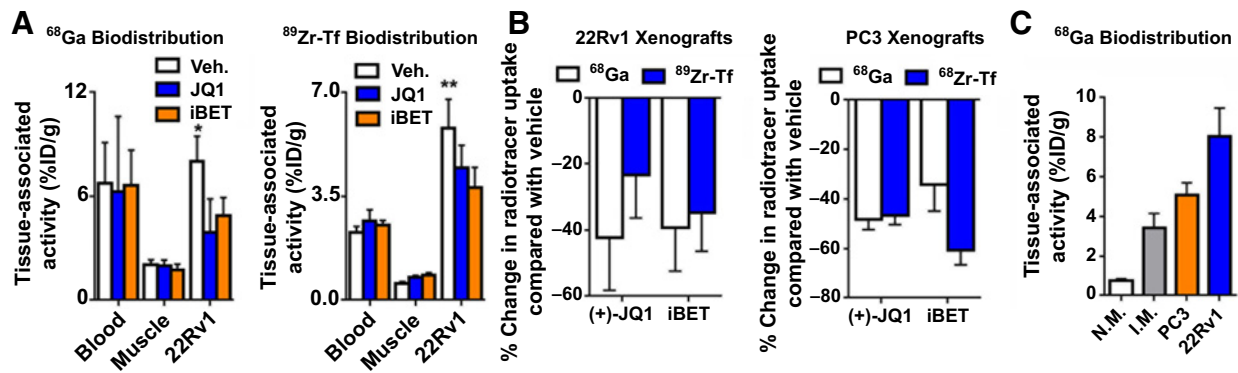 A
⁶⁸Ga Biodistribution
Veh.
JQ1
iBET
Tissue-associated
activity (%ID/g)
12
6
0
*
Blood
Muscle
22Rv1
⁸⁹Zr-Tf Biodistribution
Veh.
JQ1
iBET
Tissue-associated
activity (%ID/g)
7.0
3.5
0.0
**
Blood
Muscle
22Rv1
B
22Rv1 Xenografts
⁶⁸Ga
⁸⁹Zr-Tf
% Change in radiotracer uptake
compared with vehicle
0
–20
–40
–60
(+)-JQ1
iBET
PC3 Xenografts
⁶⁸Ga
⁶⁸Zr-Tf
% Change in radiotracer uptake
compared with vehicle
0
–20
–40
–60
–80
(+)-JQ1
iBET
C
⁶⁸Ga Biodistribution
Tissue-associated
activity (%ID/g)
10
8
6
4
2
0
N.M.
I.M.
PC3
22Rv1